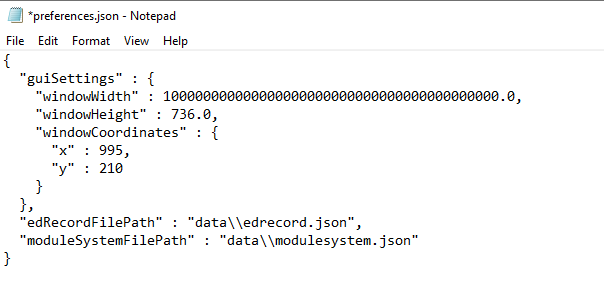 *preferences.json - Notepad
File Edit Format View Help
{
"guiSettings" : {
"windowWidth" : 10000000000000000000000000000000000000000.0,
"windowHeight" : 736.0,
"windowCoordinates" : {
"x" : 995,
"y" : 210
}
},
"edRecordFilePath" : "data\\edrecord.json",
"moduleSystemFilePath" : "data\\modulesystem.json"
}